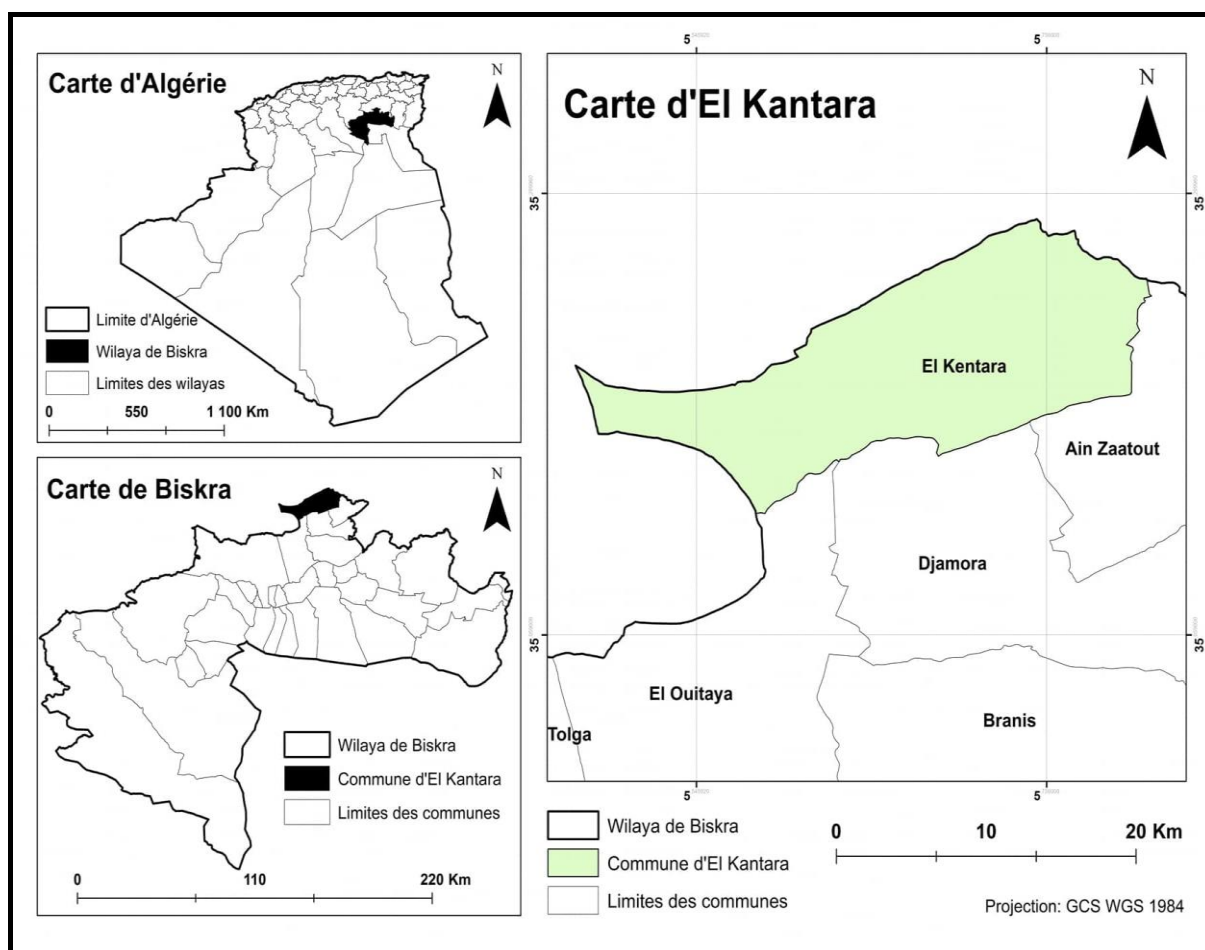 Carte d'Algérie
N
Limite d'Algérie
Wilaya de Biskra
Limites des wilayas
0 550 1 100 Km
Carte de Biskra
N
Wilaya de Biskra
Commune d'El Kantara
Limites des communes
0 110 220 Km
5 5
Carte d'El Kantara
N
35 35
El Kentara
Ain Zaatout
Djamora
35 35
El Ouitaya
Branis
Tolga
5 5
Wilaya de Biskra
Commune d'El Kantara
Limites des communes
0 10 20 Km
Projection: GCS WGS 1984